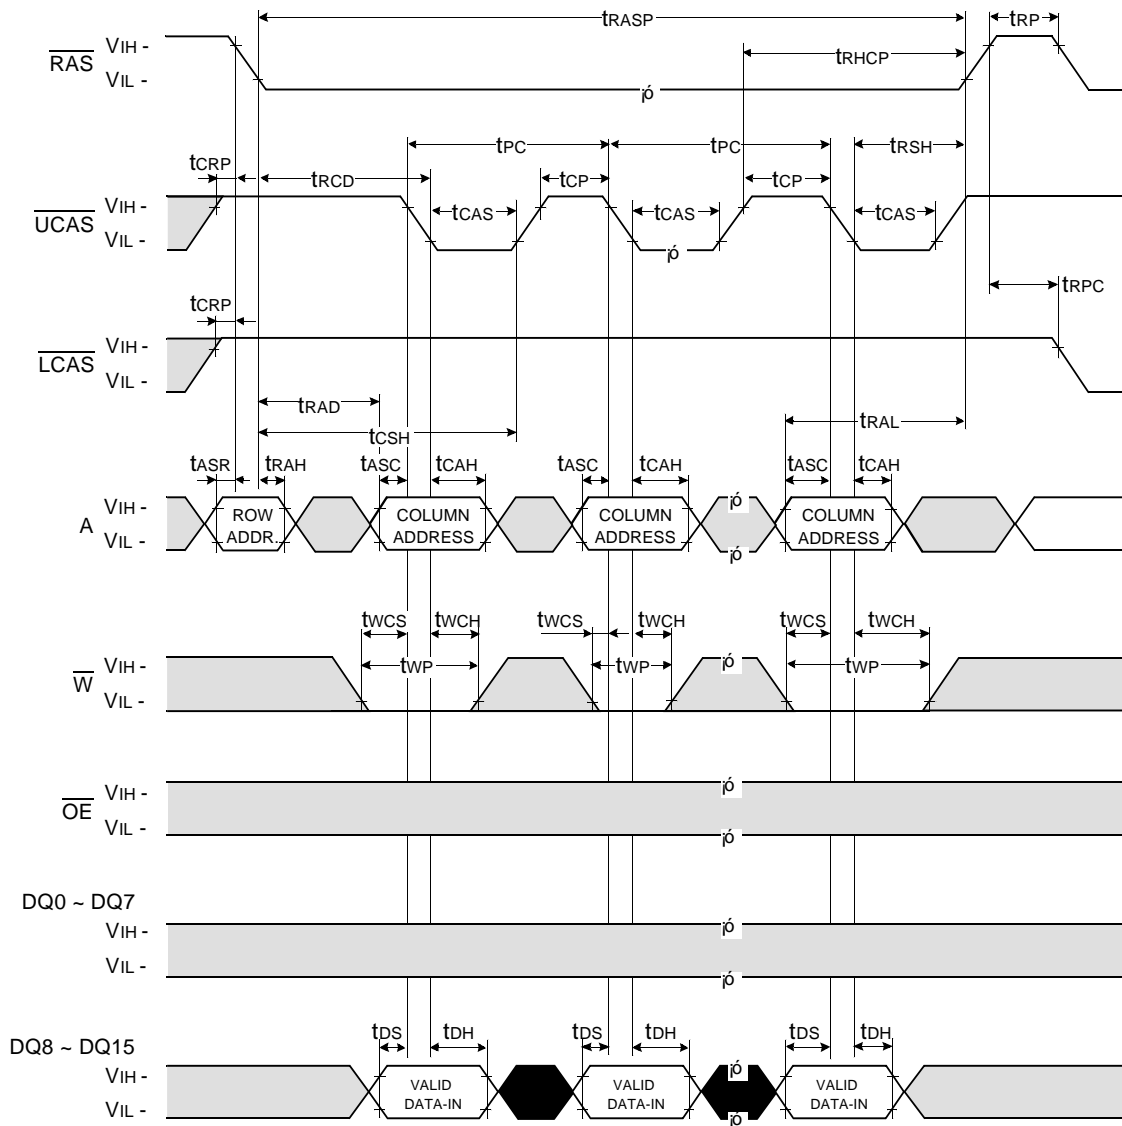 tRASP
tRP
RAS
VIH -
VIL -
tRHCP
¡ó
tPC
tPC
tRSH
tCRP
tRCD
tCP
tCP
UCAS
VIH -
VIL -
tCAS
tCAS
tCAS
¡ó
tRPC
tCRP
LCAS
VIH -
VIL -
tRAD
tCSH
tRAL
tASR
tRAH
tASC
tCAH
tASC
tCAH
tASC
tCAH
A
VIH -
VIL -
ROW
ADDR.
COLUMN
ADDRESS
COLUMN
ADDRESS
¡ó
¡ó
COLUMN
ADDRESS
tWCS
tWCH
tWCS
tWCH
tWCS
tWCH
W
VIH -
VIL -
tWP
tWP
tWP
¡ó
OE
VIH -
VIL -
¡ó
¡ó
DQ0 ~ DQ7
VIH -
VIL -
¡ó
¡ó
DQ8 ~ DQ15
tDS
tDH
tDS
tDH
tDS
tDH
VIH -
VIL -
VALID
DATA-IN
VALID
DATA-IN
¡ó
¡ó
VALID
DATA-IN